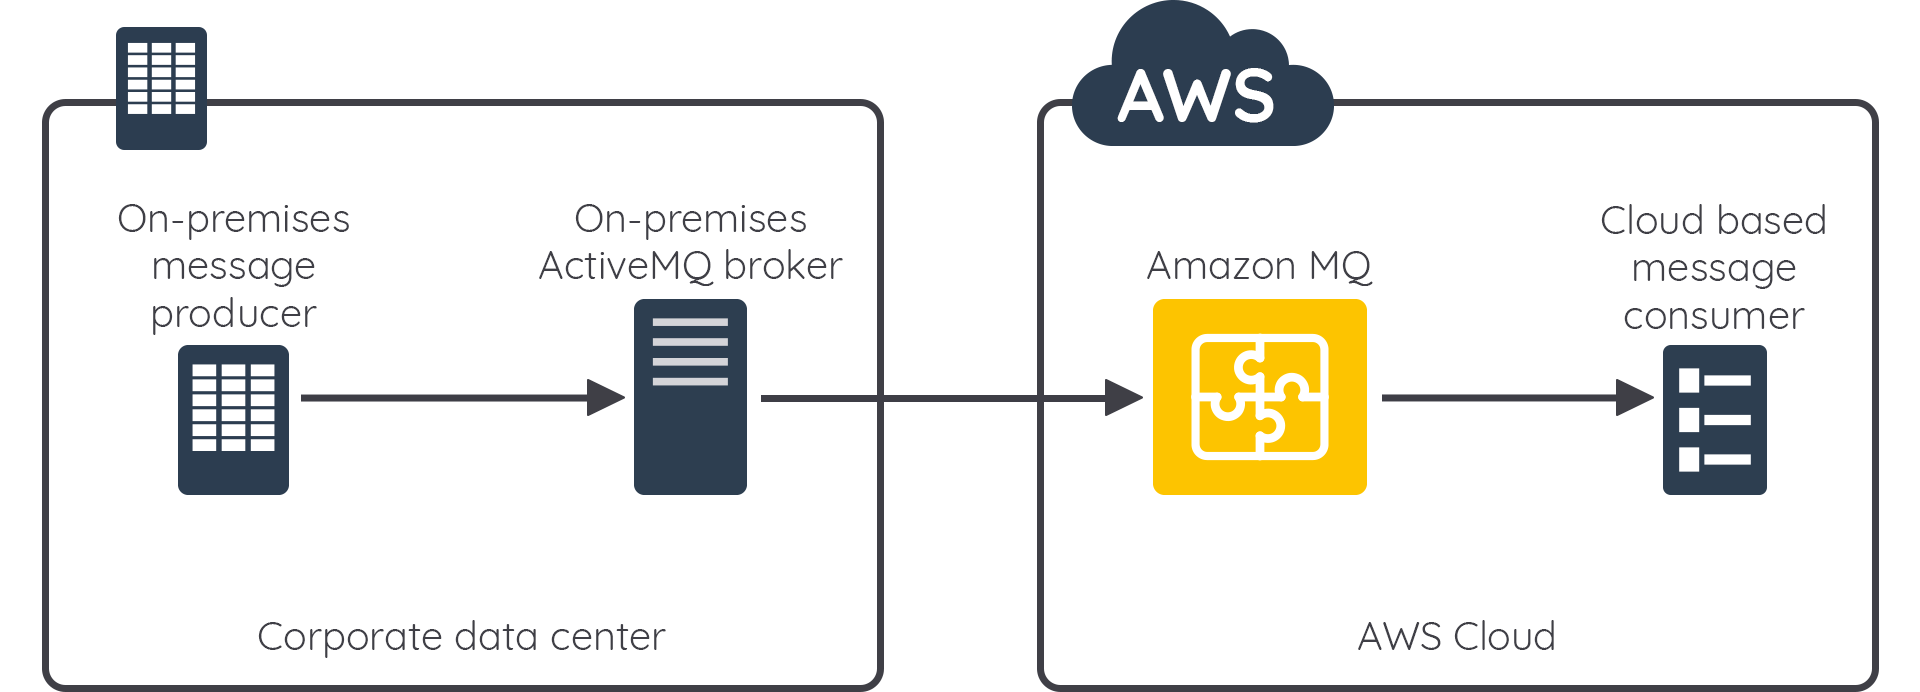 AWS
On-premises
message
producer
On-premises
ActiveMQ broker
Amazon MQ
Cloud based
message
consumer
Corporate data center
AWS Cloud